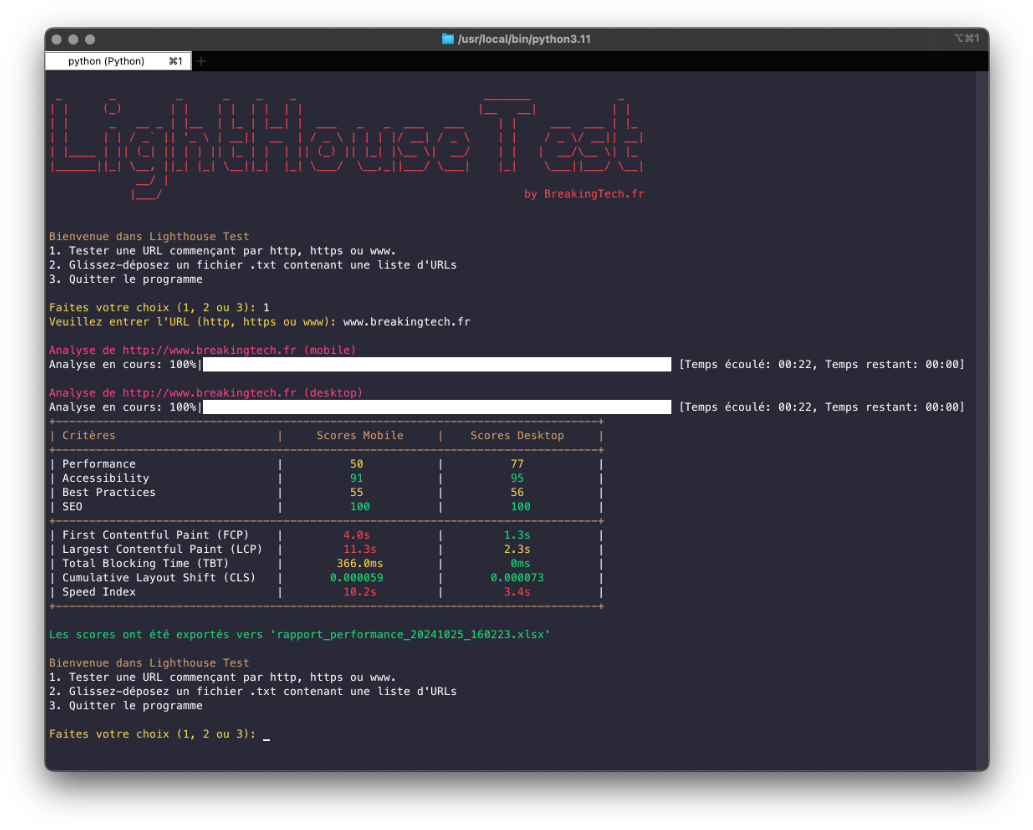 /usr/local/bin/python3.11 ⌥⌘1
python (Python) ⌘1 +
LightHouse Test
by BreakingTech.fr
Bienvenue dans Lighthouse Test
1. Tester une URL commençant par http, https ou www.
2. Glissez-déposez un fichier .txt contenant une liste d'URLs
3. Quitter le programme
Faites votre choix (1, 2 ou 3): 1
Veuillez entrer l'URL (http, https ou www): www.breakingtech.fr
Analyse de http://www.breakingtech.fr (mobile)
Analyse en cours: 100%| [Temps écoulé: 00:22, Temps restant: 00:00]
Analyse de http://www.breakingtech.fr (desktop)
Analyse en cours: 100%| [Temps écoulé: 00:22, Temps restant: 00:00]
| Critères | Scores Mobile | Scores Desktop |
| Performance | 50 | 77 |
| Accessibility | 91 | 95 |
| Best Practices | 55 | 56 |
| SEO | 100 | 100 |
| First Contentful Paint (FCP) | 4.0s | 1.3s |
| Largest Contentful Paint (LCP) | 11.3s | 2.3s |
| Total Blocking Time (TBT) | 366.0ms | 0ms |
| Cumulative Layout Shift (CLS) | 0.000059 | 0.000073 |
| Speed Index | 10.2s | 3.4s |
Les scores ont été exportés vers 'rapport_performance_20241025_160223.xlsx'
Bienvenue dans Lighthouse Test
1. Tester une URL commençant par http, https ou www.
2. Glissez-déposez un fichier .txt contenant une liste d'URLs
3. Quitter le programme
Faites votre choix (1, 2 ou 3): _